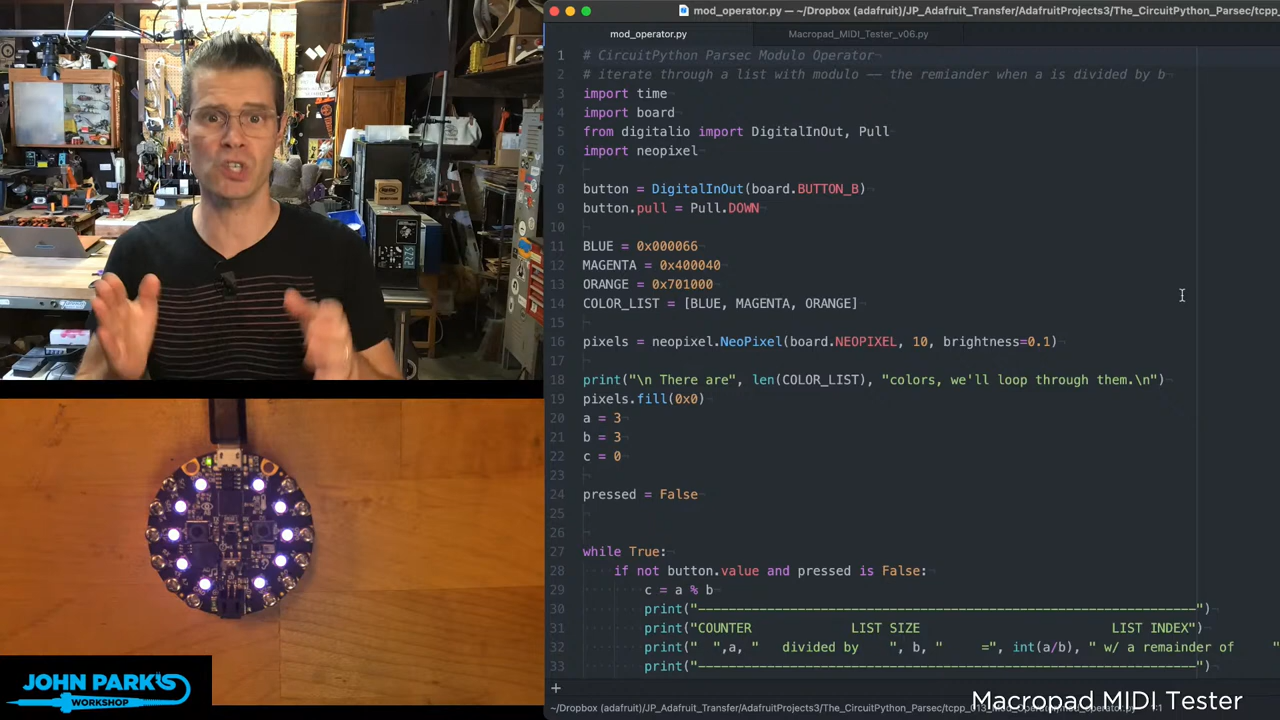 mod_operator.py — ~/Dropbox (adafruit)/JP_Adafruit_Transfer/AdafruitProjects3/The_CircuitPython_Parsec/tcpp
mod_operator.py
Macropad_MIDI_Tester_v06.py
1 # CircuitPython Parsec Modulo Operator
2 # iterate through a list with modulo —— the remiander when a is divided by b
3 import time
4 import board
5 from digitalio import DigitalInOut, Pull
6 import neopixel
7
8 button = DigitalInOut(board.BUTTON_B)
9 button.pull = Pull.DOWN
10
11 BLUE = 0x000066
12 MAGENTA = 0x400040
13 ORANGE = 0x701000
14 COLOR_LIST = [BLUE, MAGENTA, ORANGE]
15
16 pixels = neopixel.NeoPixel(board.NEOPIXEL, 10, brightness=0.1)
17
18 print("\n There are", len(COLOR_LIST), "colors, we'll loop through them.\n")
19 pixels.fill(0x0)
20 a = 3
21 b = 3
22 c = 0
23
24 pressed = False
25
26
27 while True:
28 if not button.value and pressed is False:
29 c = a % b
30 print("—————————————————————————————————————————————————————————————————")
31 print("COUNTER LIST SIZE LIST INDEX")
32 print(" ",a, " divided by ", b, " =", int(a/b), " w/ a remainder of
33 print("—————————————————————————————————————————————————————————————————")
+
JOHN PARK'S
WORKSHOP
Macropad MIDI Tester
~/Dropbox (adafruit)/JP_Adafruit_Transfer/AdafruitProjects3/The_CircuitPython_Parsec/